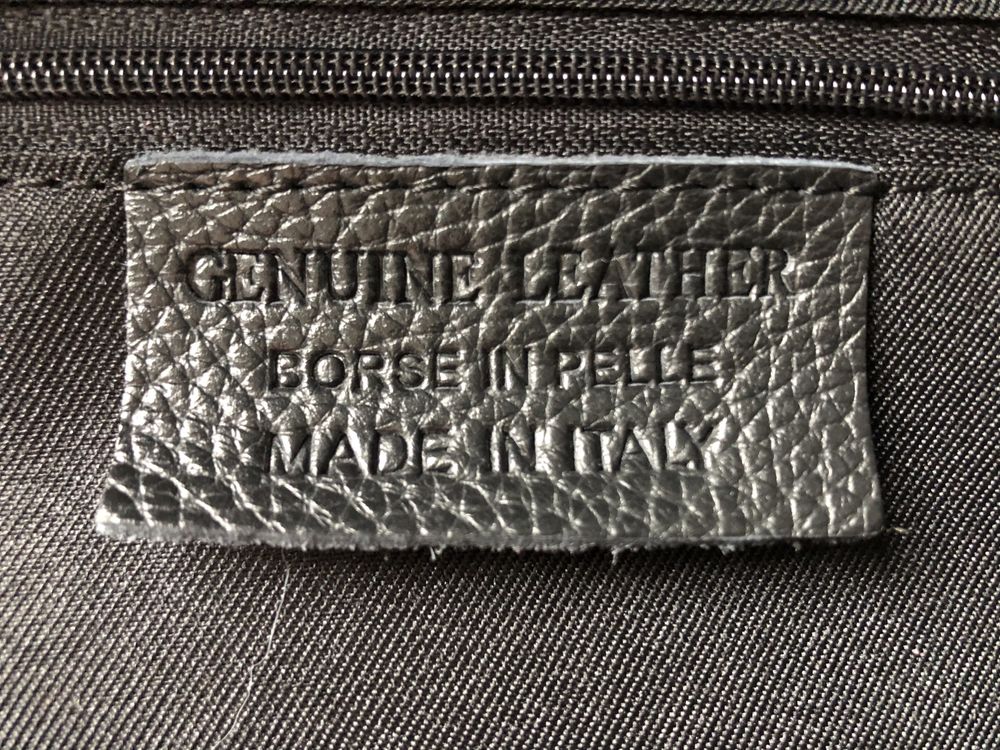 GENUINE LEATHER
BORSE IN PELLE
MADE IN ITALY